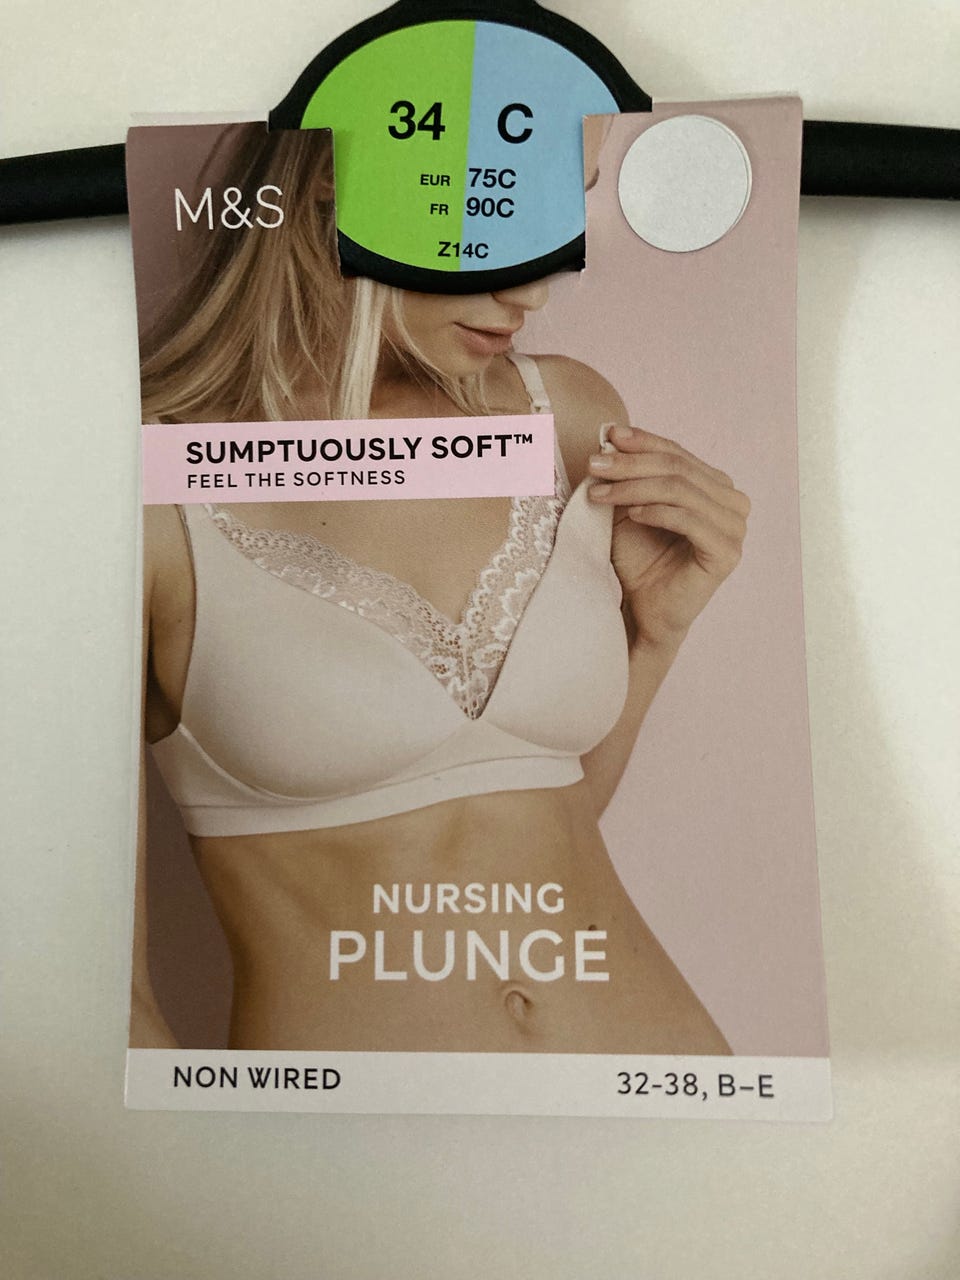 34 C
EUR 75C
FR 90C
Z14C
M&S
SUMPTUOUSLY SOFT™
FEEL THE SOFTNESS
NURSING
PLUNGE
NON WIRED
32-38, B-E